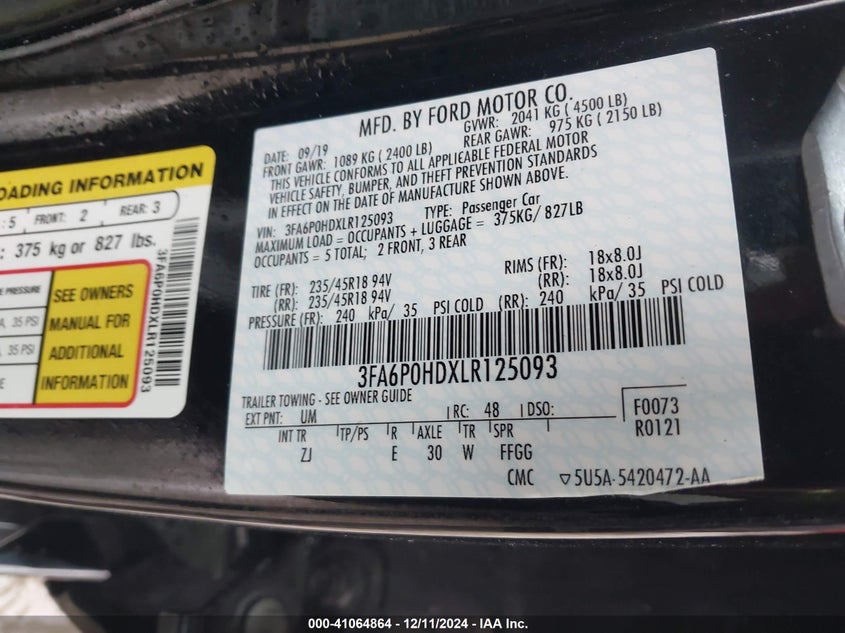 MFD. BY FORD MOTOR CO.
DATE: 09/19 GVWR: 2041 KG ( 4500 LB)
FRONT GAWR: 1089 KG ( 2400 LB) REAR GAWR: 975 KG ( 2150 LB)
THIS VEHICLE CONFORMS TO ALL APPLICABLE FEDERAL MOTOR
VEHICLE SAFETY, BUMPER, AND THEFT PREVENTION STANDARDS
IN EFFECT ON THE DATE OF MANUFACTURE SHOWN ABOVE.
VIN: 3FA6P0HDXLR125093 TYPE: Passenger Car
MAXIMUM LOAD = OCCUPANTS + LUGGAGE = 375KG/ 827LB
OCCUPANTS = 5 TOTAL; 2 FRONT, 3 REAR
TIRE (FR): 235/45R18 94V RIMS (FR): 18x8.0J
(RR): 235/45R18 94V (RR): 18x8.0J
PRESSURE (FR): 240 kPa/ 35 PSI COLD (RR): 240 kPa/ 35 PSI COLD
3FA6P0HDXLR125093
TRAILER TOWING - SEE OWNER GUIDE
EXT PNT: UM RC: 48 DSO: F0073
INT TR TP/PS R AXLE TR SPR R0121
ZJ E 30 W FFGG
CMC 5U5A-5420472-AA
OADING INFORMATION
: 5 FRONT: 2 REAR: 3
: 375 kg or 827 lbs.
E PRESSURE
A, 35 PSI
A, 35 PSI
SEE OWNERS
MANUAL FOR
ADDITIONAL
INFORMATION
3FA6P0HDXLR125093
000-41064864 - 12/11/2024 - IAA Inc.